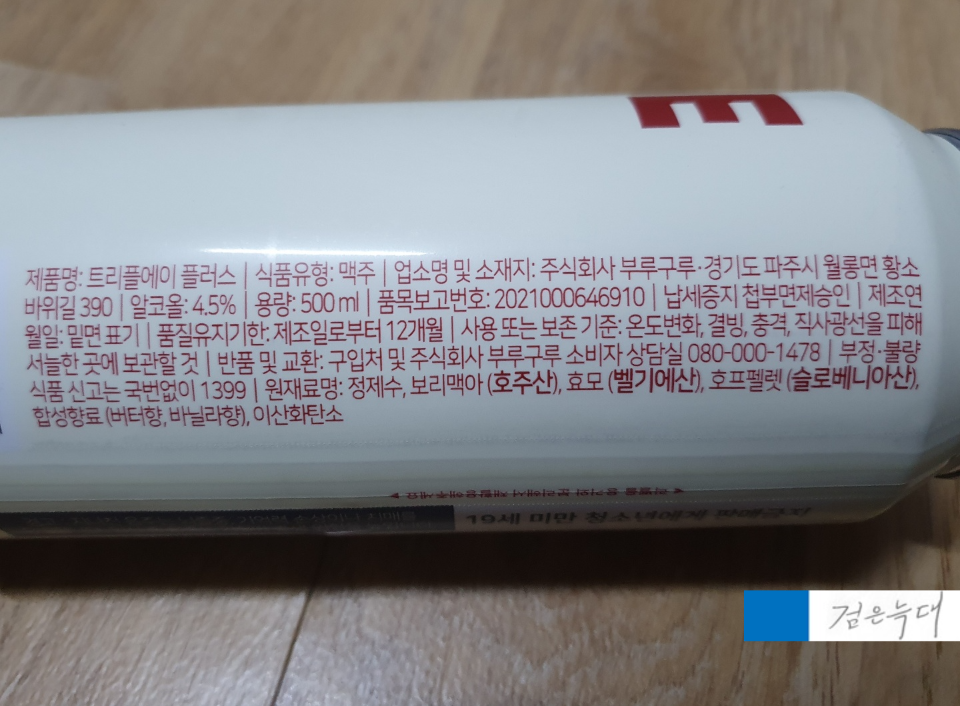 E
제품명: 트리플에이 플러스 | 식품유형: 맥주 | 업소명 및 소재지: 주식회사 부루구루·경기도 파주시 월롱면 황소
바위길 390 | 알코올: 4.5% | 용량: 500 ml | 품목보고번호: 2021000646910 | 납세증지 첩부면제승인 | 제조연
월일: 밑면 표기 | 품질유지기한: 제조일로부터 12개월 | 사용 또는 보존 기준: 온도변화, 결빙, 충격, 직사광선을 피해
서늘한 곳에 보관할 것 | 반품 및 교환: 구입처 및 주식회사 부루구루 소비자 상담실 080-000-1478 | 부정·불량
식품 신고는 국번없이 1399 | 원재료명: 정제수, 보리맥아 (호주산), 효모 (벨기에산), 호프펠렛 (슬로베니아산),
합성향료 (버터향, 바닐라향), 이산화탄소
19세 미만 청소년에게 판매금지
검은늑대